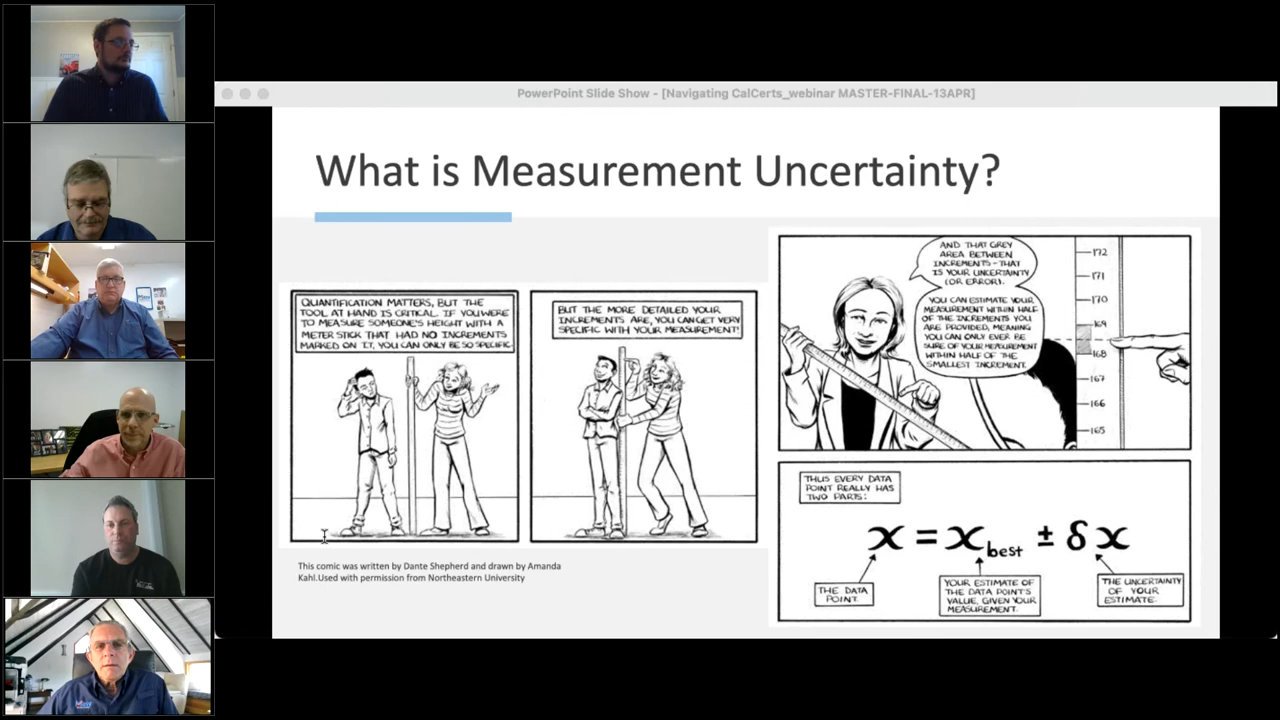 PowerPoint Slide Show - [Navigating CalCerts_webinar MASTER-FINAL-13APR]
What is Measurement Uncertainty?
QUANTIFICATION MATTERS, BUT THE
TOOL AT HAND IS CRITICAL. IF YOU WERE
TO MEASURE SOMEONE'S HEIGHT WITH A
METER STICK THAT HAD NO INCREMENTS
MARKED ON IT, YOU CAN ONLY BE SO SPECIFIC.
BUT THE MORE DETAILED YOUR
INCREMENTS ARE, YOU CAN GET VERY
SPECIFIC WITH YOUR MEASUREMENT!
This comic was written by Dante Shepherd and drawn by Amanda
Kahl.Used with permission from Northeastern University
AND THAT GREY
AREA BETWEEN
INCREMENTS - THAT
IS YOUR UNCERTAINTY
(OR ERROR).
YOU CAN ESTIMATE YOUR
MEASUREMENT WITHIN HALF
OF THE INCREMENTS YOU
ARE PROVIDED, MEANING
YOU CAN ONLY EVER BE
SURE OF YOUR MEASUREMENT
WITHIN HALF OF THE
SMALLEST INCREMENT.
172
171
170
169
168
167
166
165
THUS EVERY DATA
POINT REALLY HAS
TWO PARTS:
x = x best ± δx
THE DATA
POINT.
YOUR ESTIMATE OF
THE DATA POINT'S
VALUE, GIVEN YOUR
MEASUREMENT.
THE UNCERTAINTY
OF YOUR
ESTIMATE.